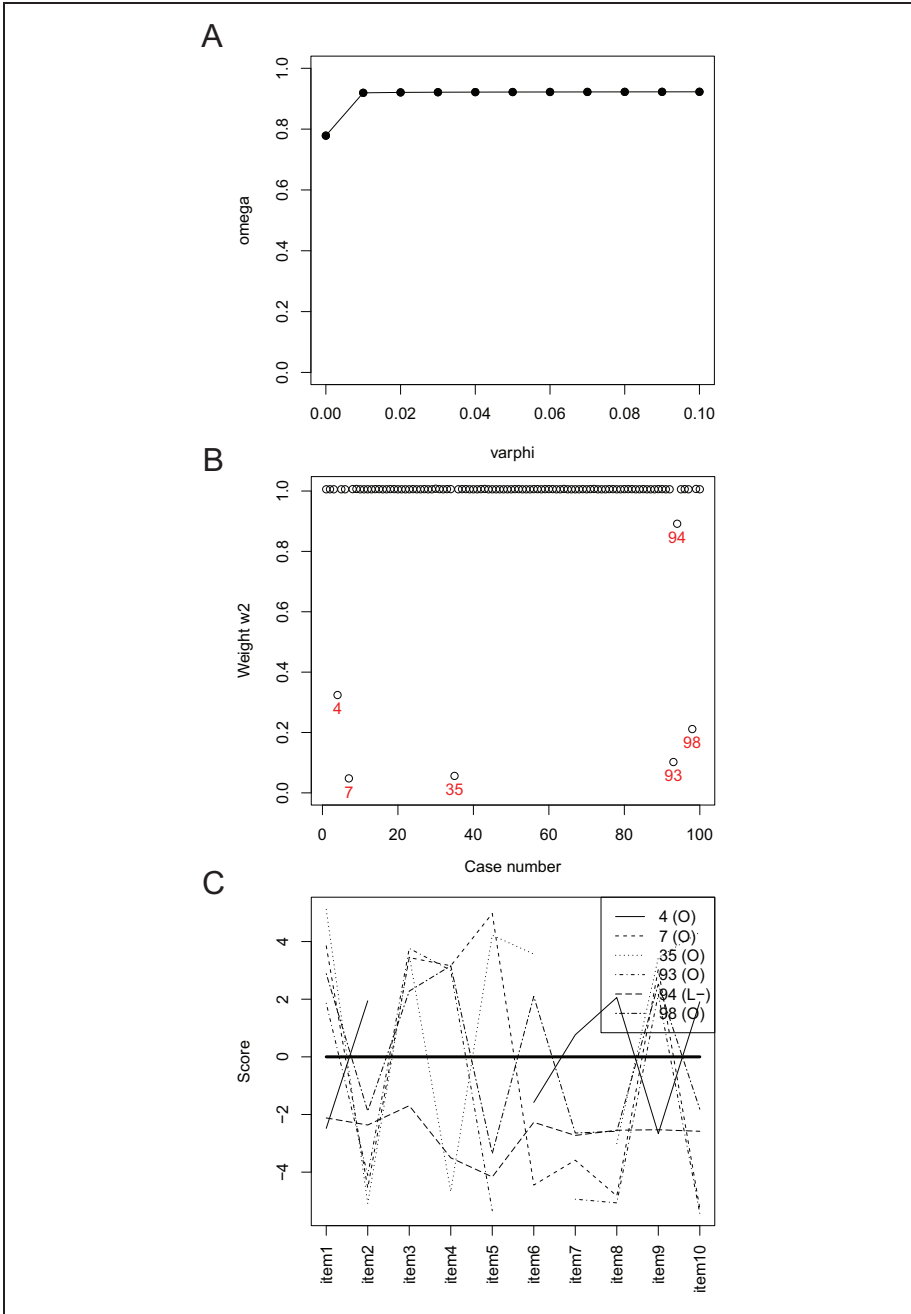 A
1.0
0.8
0.6
0.4
0.2
0.0
omega
0.00 0.02 0.04 0.06 0.08 0.10
varphi
B
1.0
0.8
0.6
0.4
0.2
0.0
Weight w2
94
4
98
93
7
35
0 20 40 60 80 100
Case number
C
4
2
0
−2
−4
Score
4 (O)
7 (O)
35 (O)
93 (O)
94 (L−)
98 (O)
item1 item2 item3 item4 item5 item6 item7 item8 item9 item10